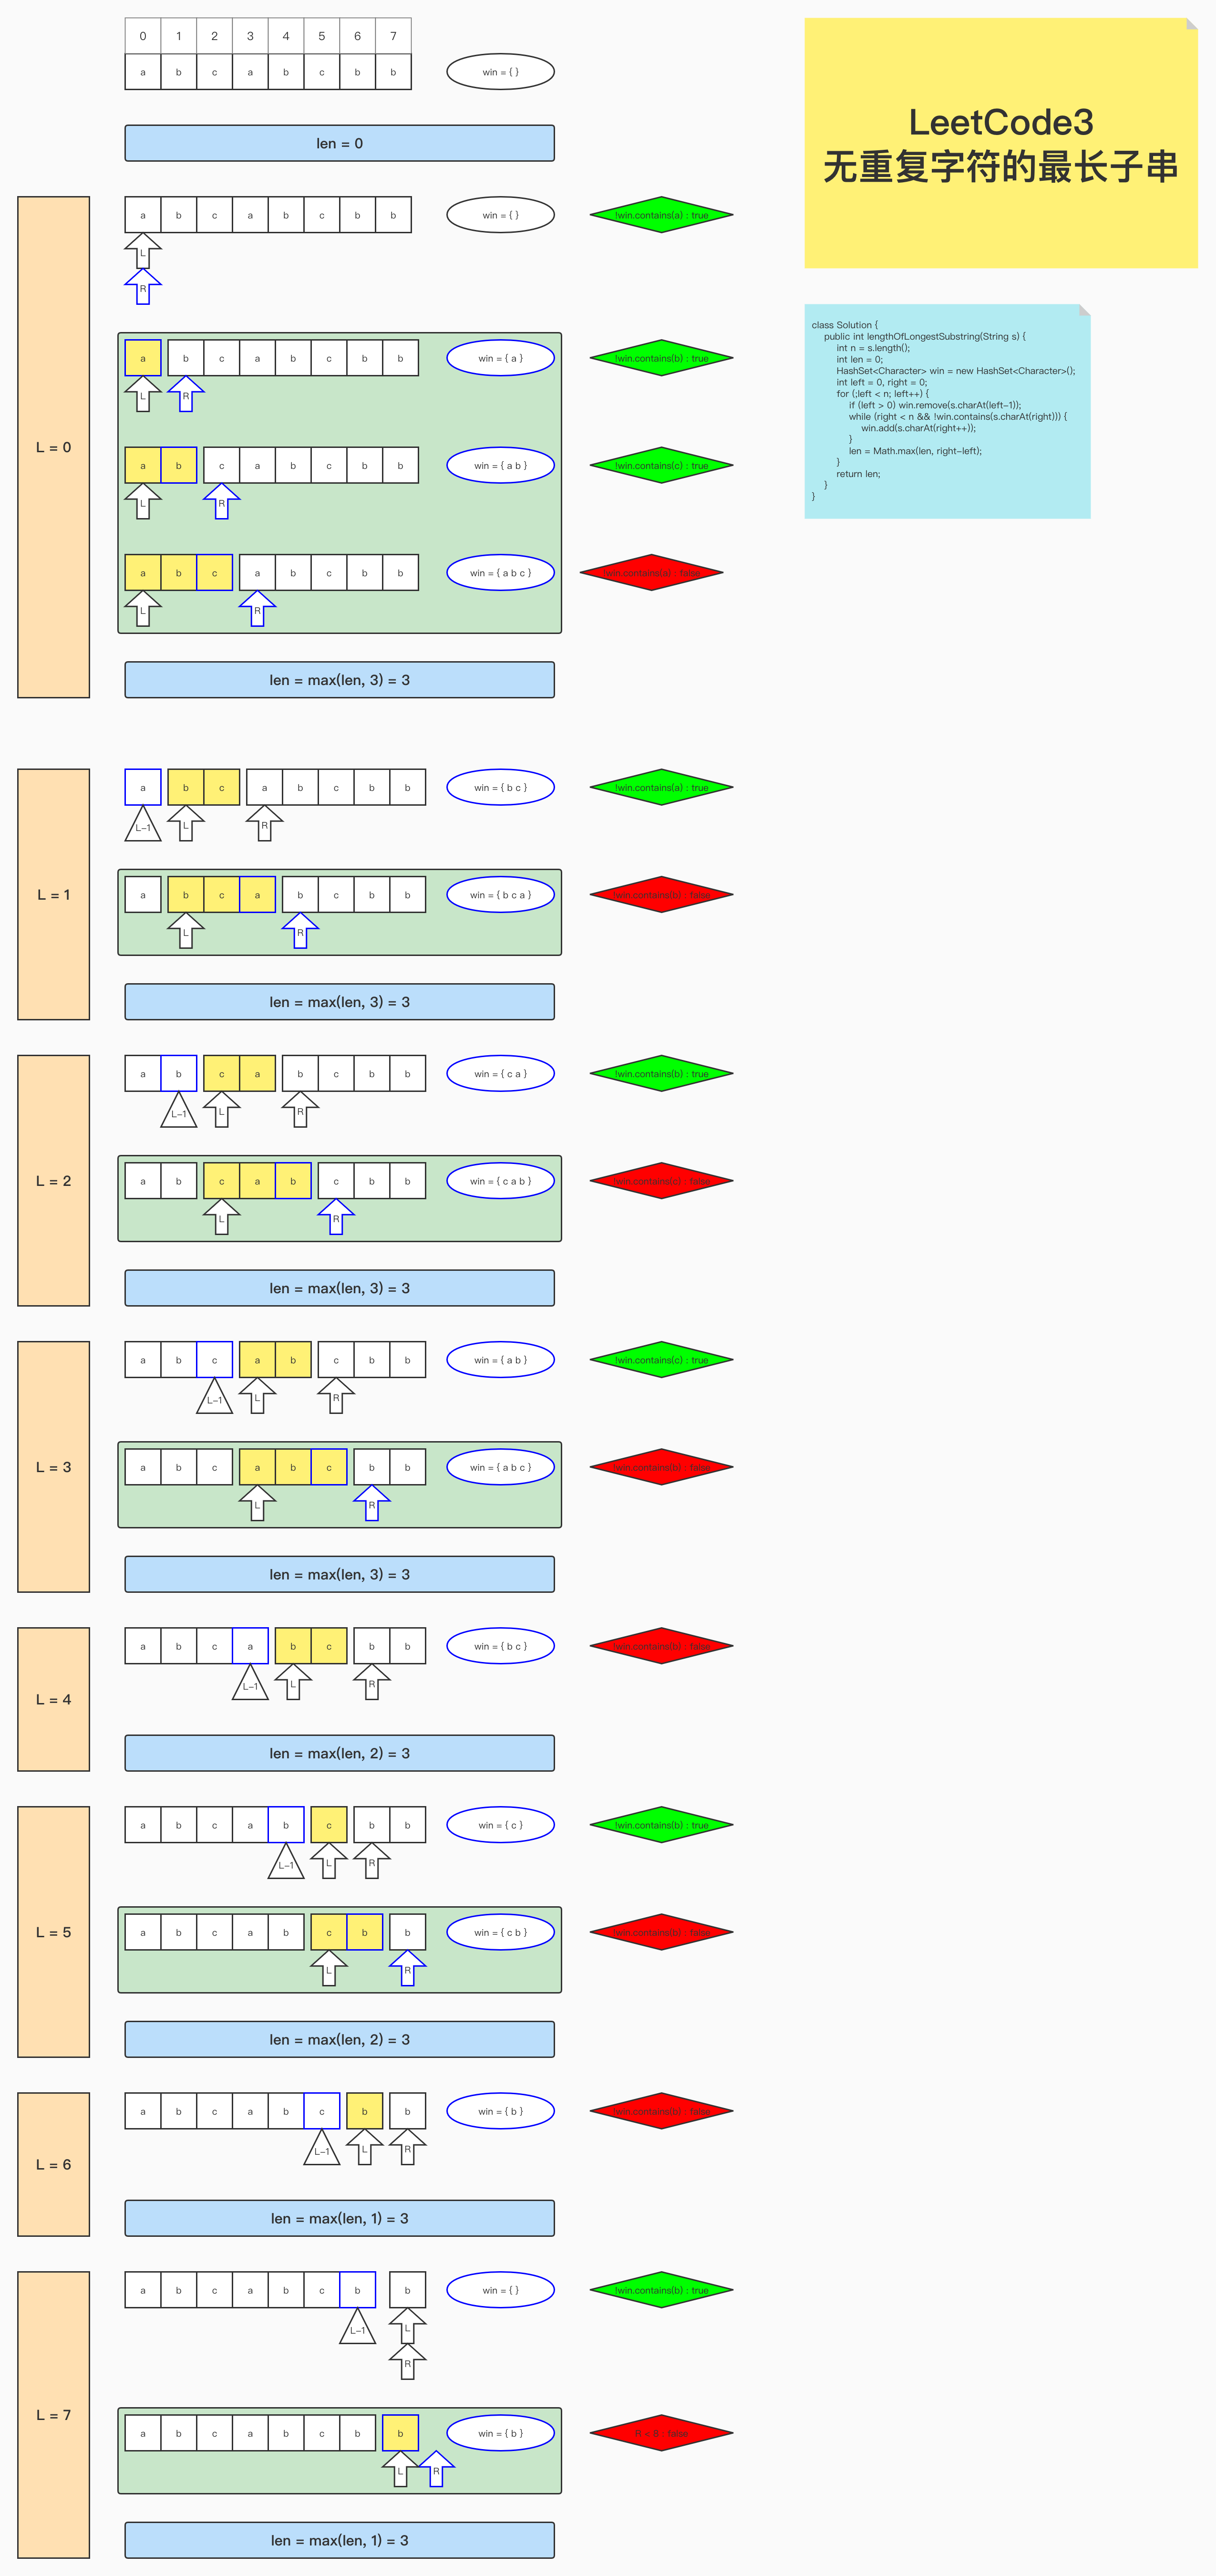 0 1 2 3 4 5 6 7
a b c a b c b b win = { }
len = 0
LeetCode3
无重复字符的最长子串
class Solution {
public int lengthOfLongestSubstring(String s) {
int n = s.length();
int len = 0;
HashSet<Character> win = new HashSet<Character>();
int left = 0, right = 0;
for (;left < n; left++) {
if (left > 0) win.remove(s.charAt(left-1));
while (right < n && !win.contains(s.charAt(right))) {
win.add(s.charAt(right++));
}
len = Math.max(len, right-left);
}
return len;
}
}
L = 0
a b c a b c b b win = { } !win.contains(a) : true
L
R
a b c a b c b b win = { a } !win.contains(b) : true
L R
a b c a b c b b win = { a b } !win.contains(c) : true
L R
a b c a b c b b win = { a b c } !win.contains(a) : false
L R
len = max(len, 3) = 3
L = 1
a b c a b c b b win = { b c } !win.contains(a) : true
L-1 L R
a b c a b c b b win = { b c a } !win.contains(b) : false
L R
len = max(len, 3) = 3
L = 2
a b c a b c b b win = { c a } !win.contains(b) : true
L-1 L R
a b c a b c b b win = { c a b } !win.contains(c) : false
L R
len = max(len, 3) = 3
L = 3
a b c a b c b b win = { a b } !win.contains(c) : true
L-1 L R
a b c a b c b b win = { a b c } !win.contains(b) : false
L R
len = max(len, 3) = 3
L = 4
a b c a b c b b win = { b c } !win.contains(b) : false
L-1 L R
len = max(len, 2) = 3
L = 5
a b c a b c b b win = { c } !win.contains(b) : true
L-1 L R
a b c a b c b b win = { c b } !win.contains(b) : false
L R
len = max(len, 2) = 3
L = 6
a b c a b c b b win = { b } !win.contains(b) : false
L-1 L R
len = max(len, 1) = 3
L = 7
a b c a b c b b win = { } !win.contains(b) : true
L-1 L
R
a b c a b c b b win = { b } R < 8 : false
L R
len = max(len, 1) = 3